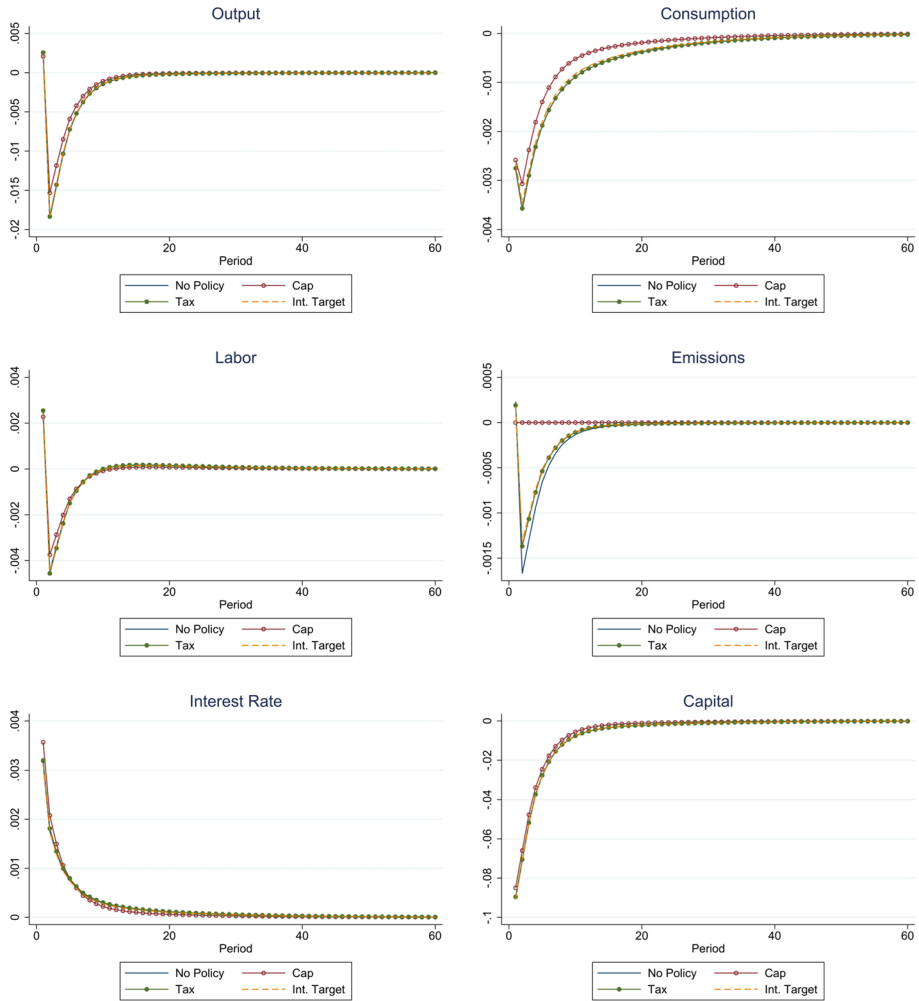 Output
.005
0
-.005
-.01
-.015
-.02
0 20 40 60
Period
No Policy Cap
Tax Int. Target
Consumption
0
-.001
-.002
-.003
-.004
0 20 40 60
Period
No Policy Cap
Tax Int. Target
Labor
.004
.002
0
-.002
-.004
0 20 40 60
Period
No Policy Cap
Tax Int. Target
Emissions
.0005
0
-.0005
-.001
-.0015
0 20 40 60
Period
No Policy Cap
Tax Int. Target
Interest Rate
.004
.003
.002
.001
0
0 20 40 60
Period
No Policy Cap
Tax Int. Target
Capital
0
-.02
-.04
-.06
-.08
-.1
0 20 40 60
Period
No Policy Cap
Tax Int. Target